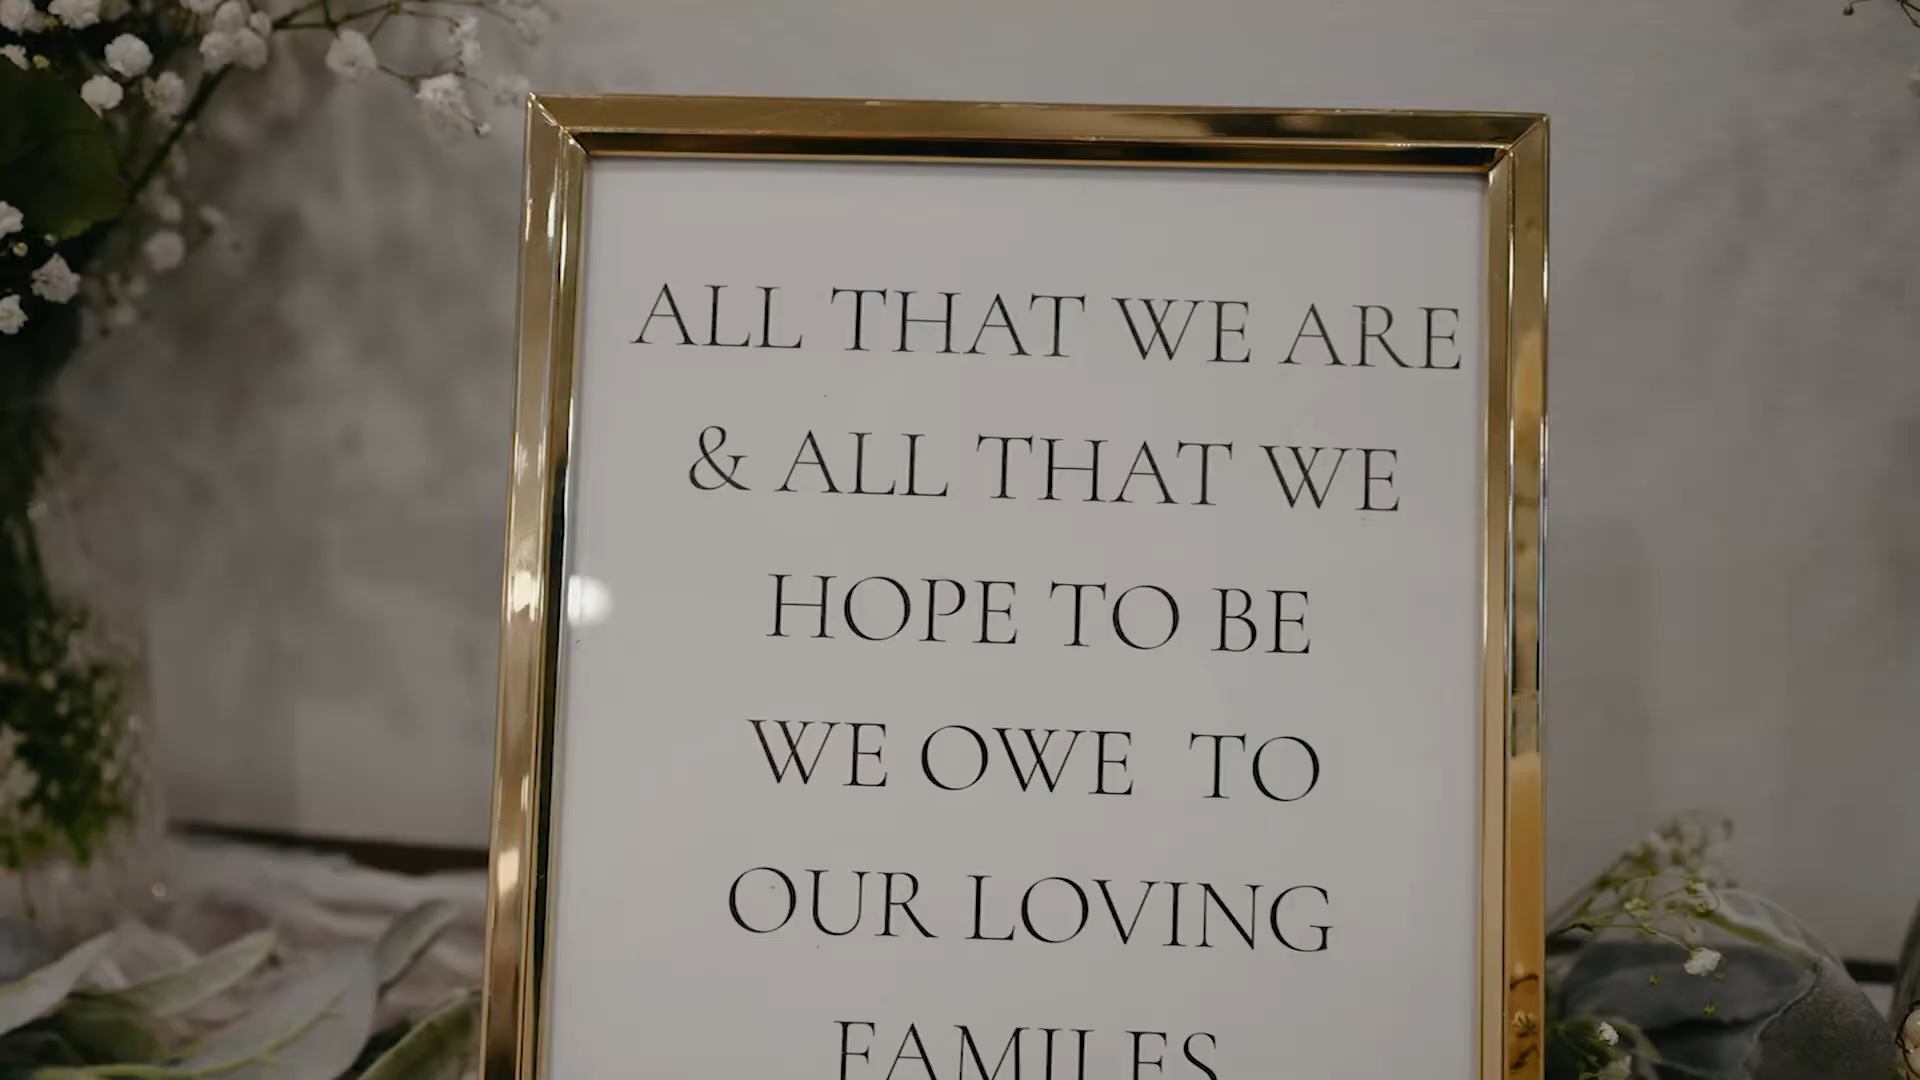 ALL THAT WE ARE
& ALL THAT WE
HOPE TO BE
WE OWE TO
OUR LOVING
FAMILES